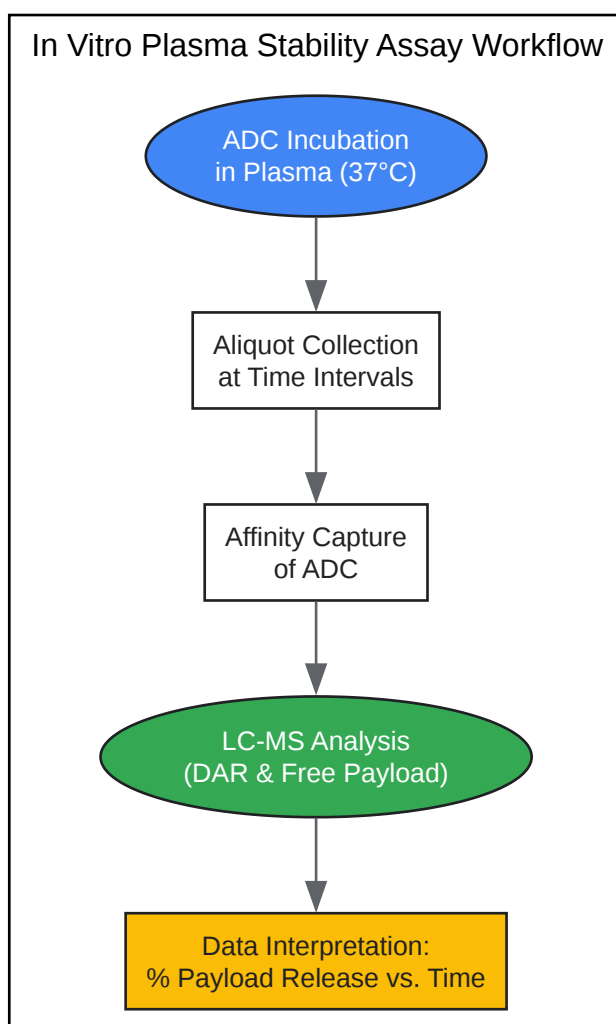 In Vitro Plasma Stability Assay Workflow
ADC Incubation
in Plasma (37°C)
Aliquot Collection
at Time Intervals
Affinity Capture
of ADC
LC-MS Analysis
(DAR & Free Payload)
Data Interpretation:
% Payload Release vs. Time